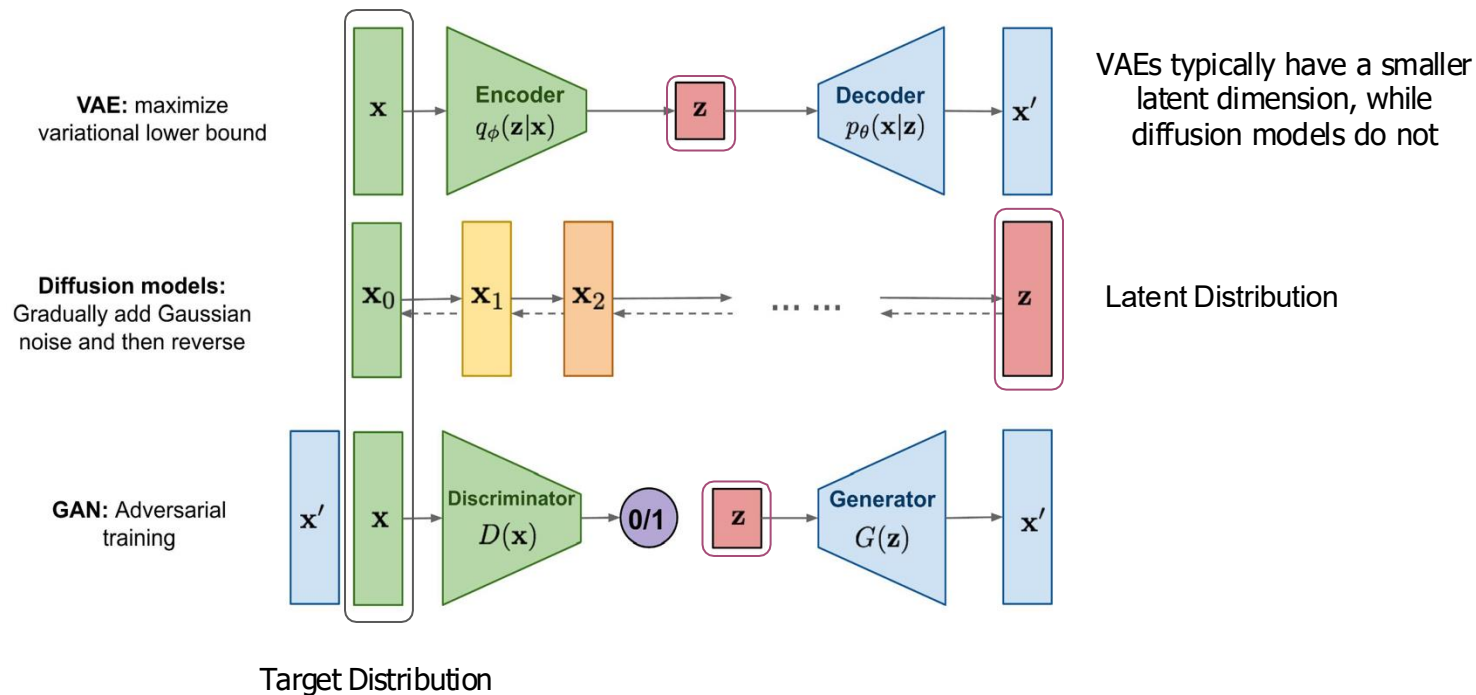 VAE: maximize
variational lower bound
x
Encoder
qϕ(z|x)
z
Decoder
pθ(x|z)
x′
VAEs typically have a smaller
latent dimension, while
diffusion models do not
Diffusion models:
Gradually add Gaussian
noise and then reverse
x0
x1
x2
... ...
z
Latent Distribution
GAN: Adversarial
training
x′
x
Discriminator
D(x)
0/1
z
Generator
G(z)
x′
Target Distribution